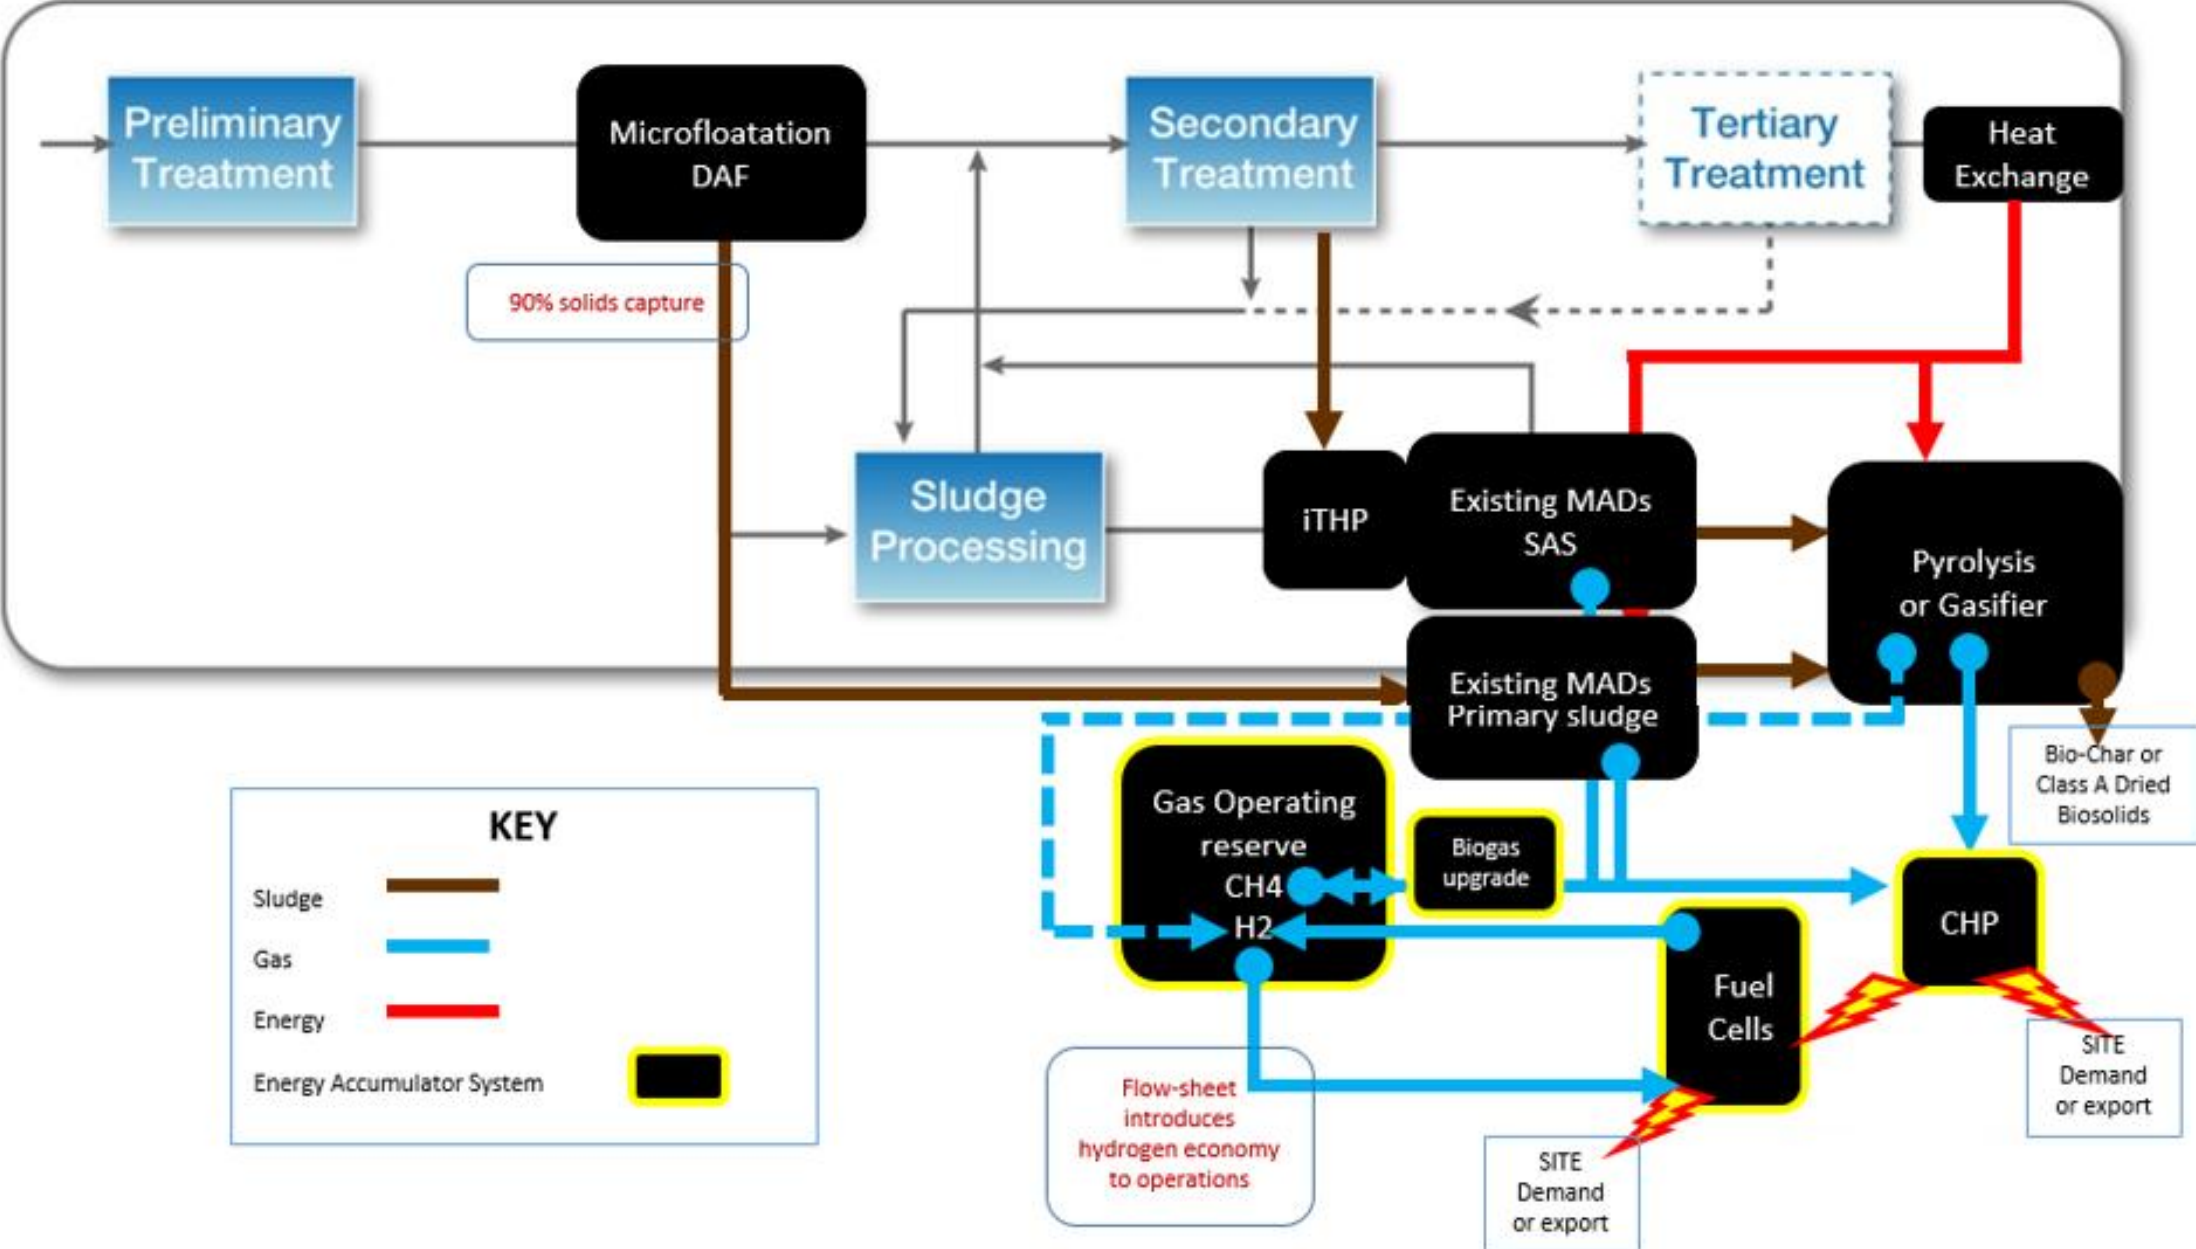 Preliminary
Treatment
Microfloatation
DAF
Secondary
Treatment
Tertiary
Treatment
Heat
Exchange
90% solids capture
Sludge
Processing
iTHP
Existing MADs
SAS
Pyrolysis
or Gasifier
Existing MADs
Primary sludge
Bio-Char or
Class A Dried
Biosolids
Gas Operating
reserve
CH4
H2
Biogas
upgrade
CHP
Fuel
Cells
KEY
Sludge
Gas
Energy
Energy Accumulator System
Flow-sheet
introduces
hydrogen economy
to operations
SITE
Demand
or export
SITE
Demand
or export